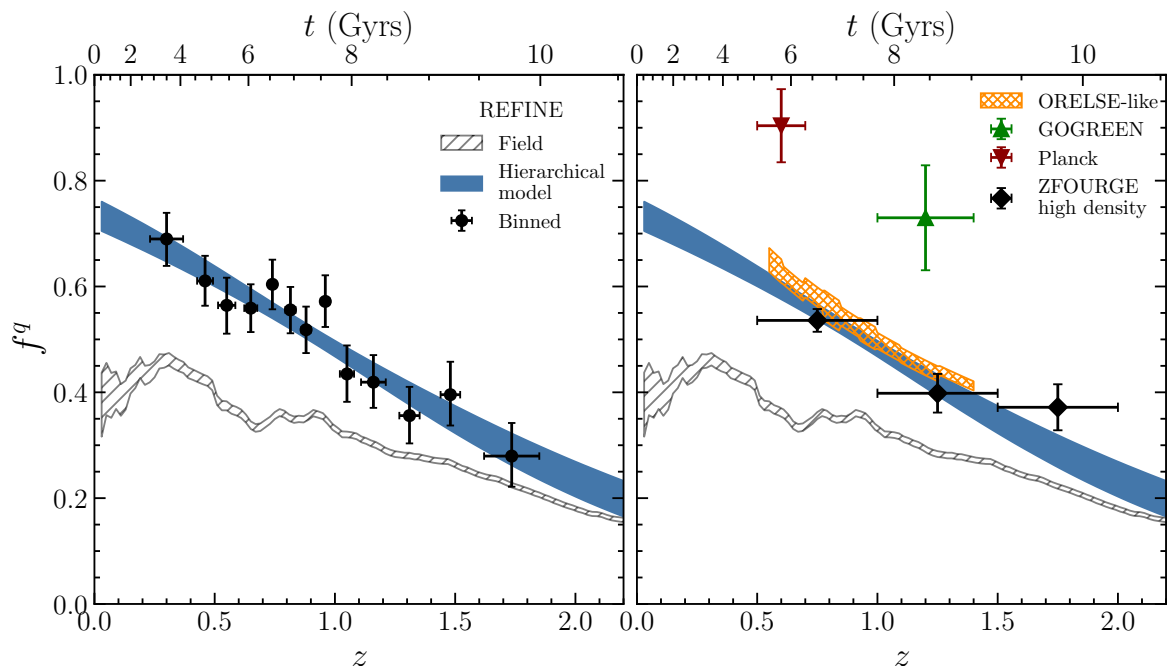 t (Gyrs)
t (Gyrs)
0 2 4 6 8 10
0 2 4 6 8 10
1.0
0.8
0.6
0.4
0.2
0.0
f^q
REFINE
Field
Hierarchical
model
Binned
ORELSE-like
GOGREEN
Planck
ZFOURGE
high density
0.0 0.5 1.0 1.5 2.0
0.0 0.5 1.0 1.5 2.0
z
z